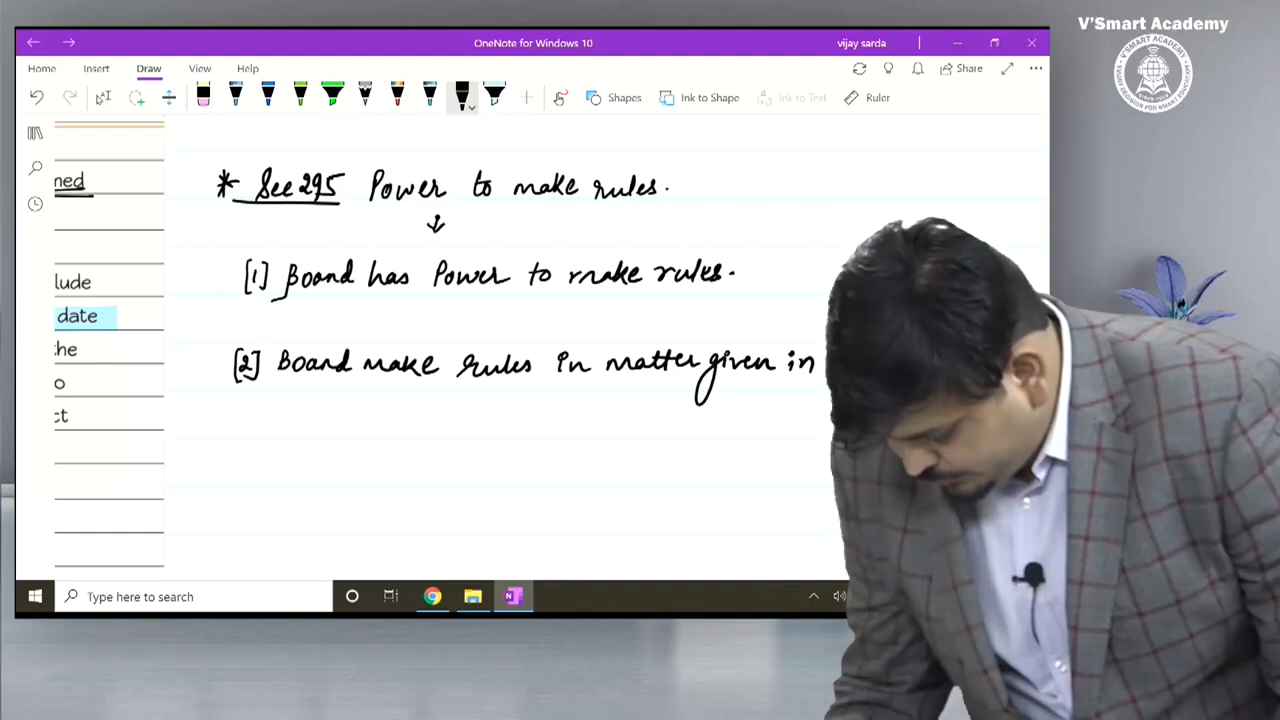 V'Smart Academy
OneNote for Windows 10
vijay sarda
Home Insert Draw View Help
Share
Shapes Ink to Shape Ink to Text Ruler
ned
* Sec 295 Power to make rules.
[1] Board has Power to make rules.
lude
date
[2] Board make rules in matter given in
the
o
ct
Type here to search